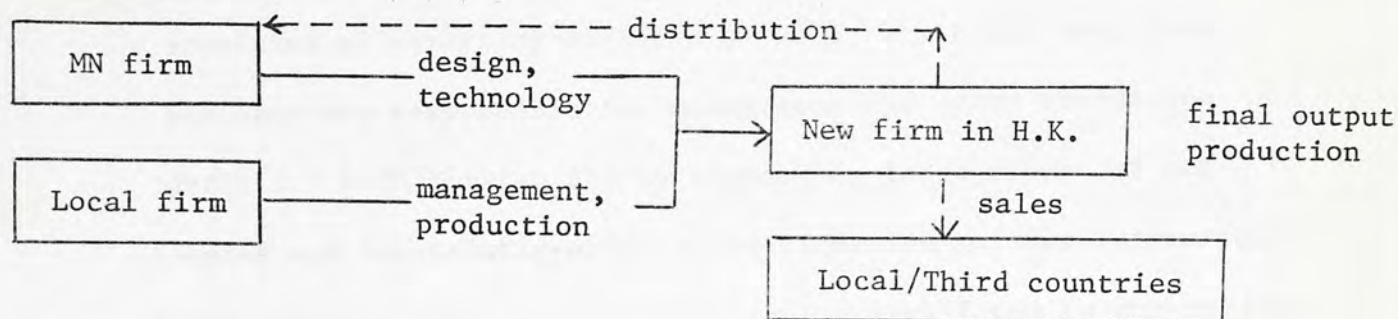 distribution
MN firm
design,
technology
New firm in H.K.
final output
production
Local firm
management,
production
sales
Local/Third countries